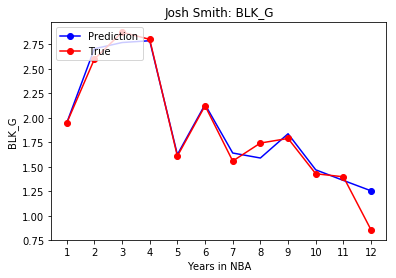 Josh Smith: BLK_G
Prediction
True
BLK_G
2.75
2.50
2.25
2.00
1.75
1.50
1.25
1.00
0.75
1 2 3 4 5 6 7 8 9 10 11 12
Years in NBA